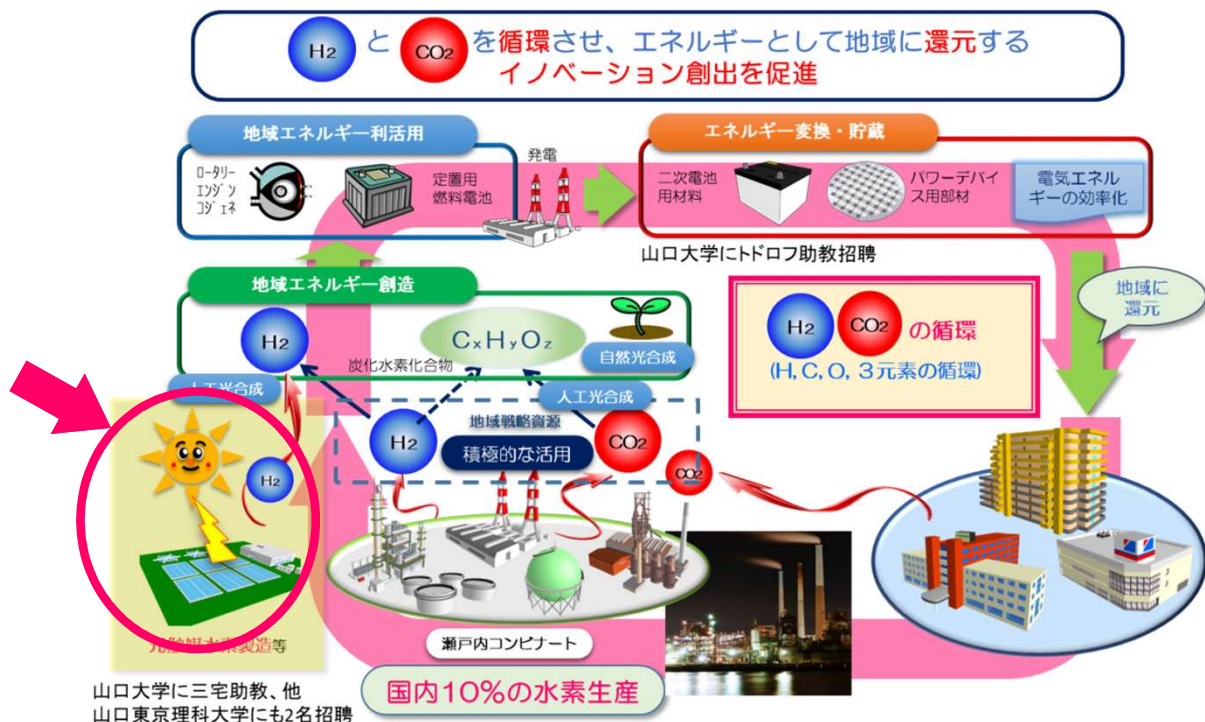 H2 と CO2 を循環させ、エネルギーとして地域に還元する
イノベーション創出を促進
地域エネルギー利活用
ロータリー
エンジン
コジェネ
定置用
燃料電池
発電
エネルギー変換・貯蔵
二次電池
用材料
パワーデバイ
ス用部材
電気エネル
ギーの効率化
山口大学にトドロフ助教招聘
地域に
還元
地域エネルギー創造
H2
CxHyOz
炭化水素化合物
自然光合成
人工光合成
人工光合成
H2 CO2 の循環
(H, C, O, 3元素の循環)
地域戦略資源
H2
積極的な活用
CO2
CO2
H2
光触媒水素製造等
瀬戸内コンビナート
国内10%の水素生産
山口大学に三宅助教、他
山口東京理科大学にも2名招聘